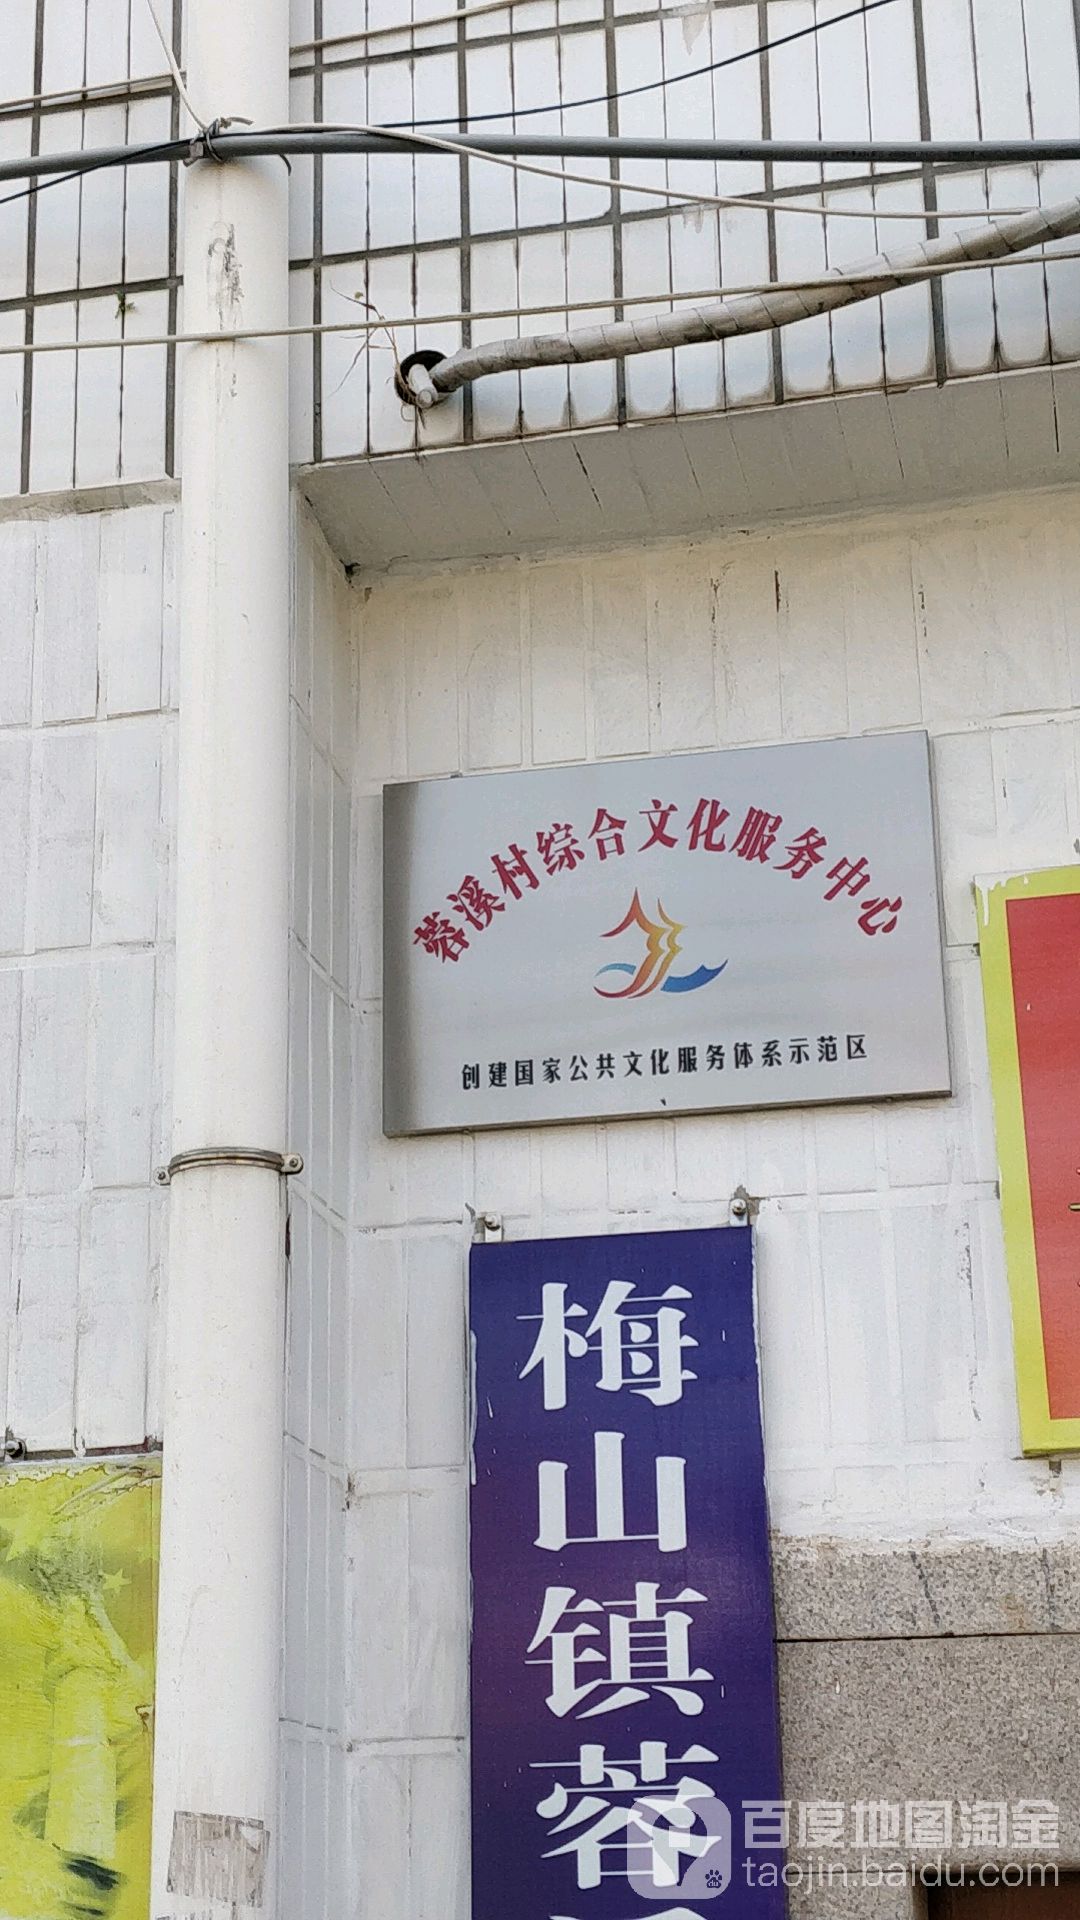 蓉溪村综合文化服务中心
创建国家公共文化服务体系示范区
梅山镇蓉
百度地图淘金
taojin.baidu.com